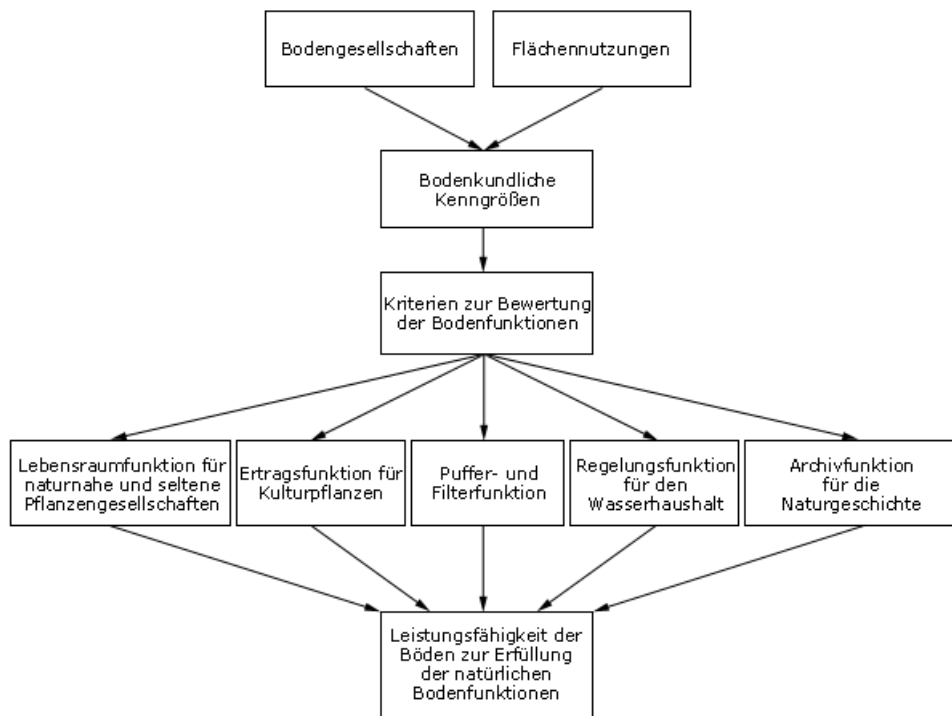 Bodengesellschaften
Flächennutzungen
Bodenkundliche
Kenngrößen
Kriterien zur Bewertung
der Bodenfunktionen
Lebensraumfunktion für
naturnahe und seltene
Pflanzengesellschaften
Ertragsfunktion für
Kulturpflanzen
Puffer- und
Filterfunktion
Regelungsfunktion
für den
Wasserhaushalt
Archivfunktion
für die
Naturgeschichte
Leistungsfähigkeit der
Böden zur Erfüllung
der natürlichen
Bodenfunktionen